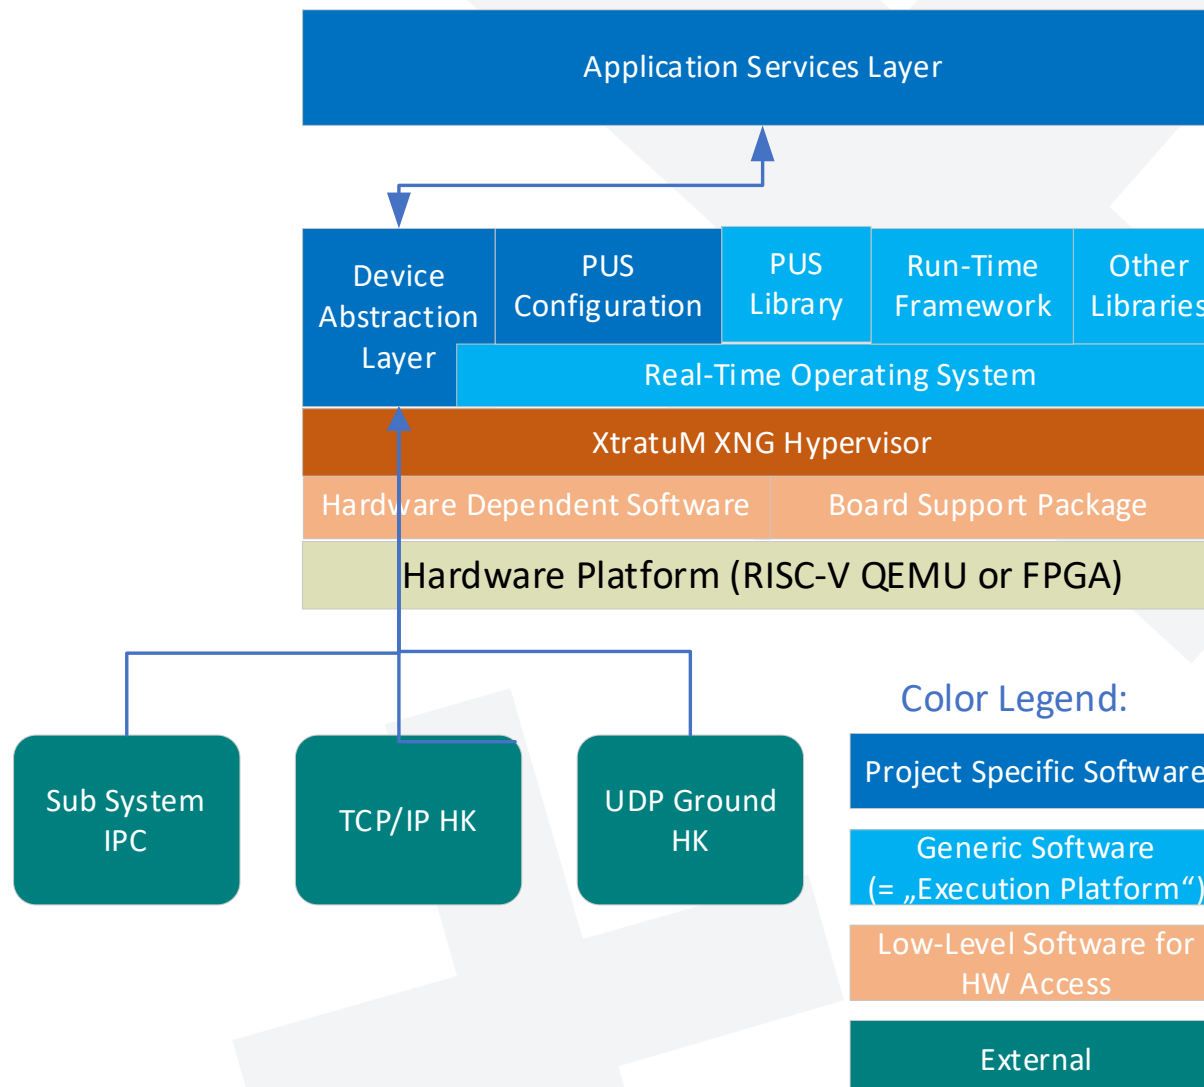 Application Services Layer
Device
Abstraction
Layer
PUS
Configuration
PUS
Library
Run-Time
Framework
Other
Libraries
Real-Time Operating System
XtratuM XNG Hypervisor
Hardware Dependent Software
Board Support Package
Hardware Platform (RISC-V QEMU or FPGA)
Sub System
IPC
TCP/IP HK
UDP Ground
HK
Color Legend:
Project Specific Software
Generic Software
(= „Execution Platform“)
Low-Level Software for
HW Access
External